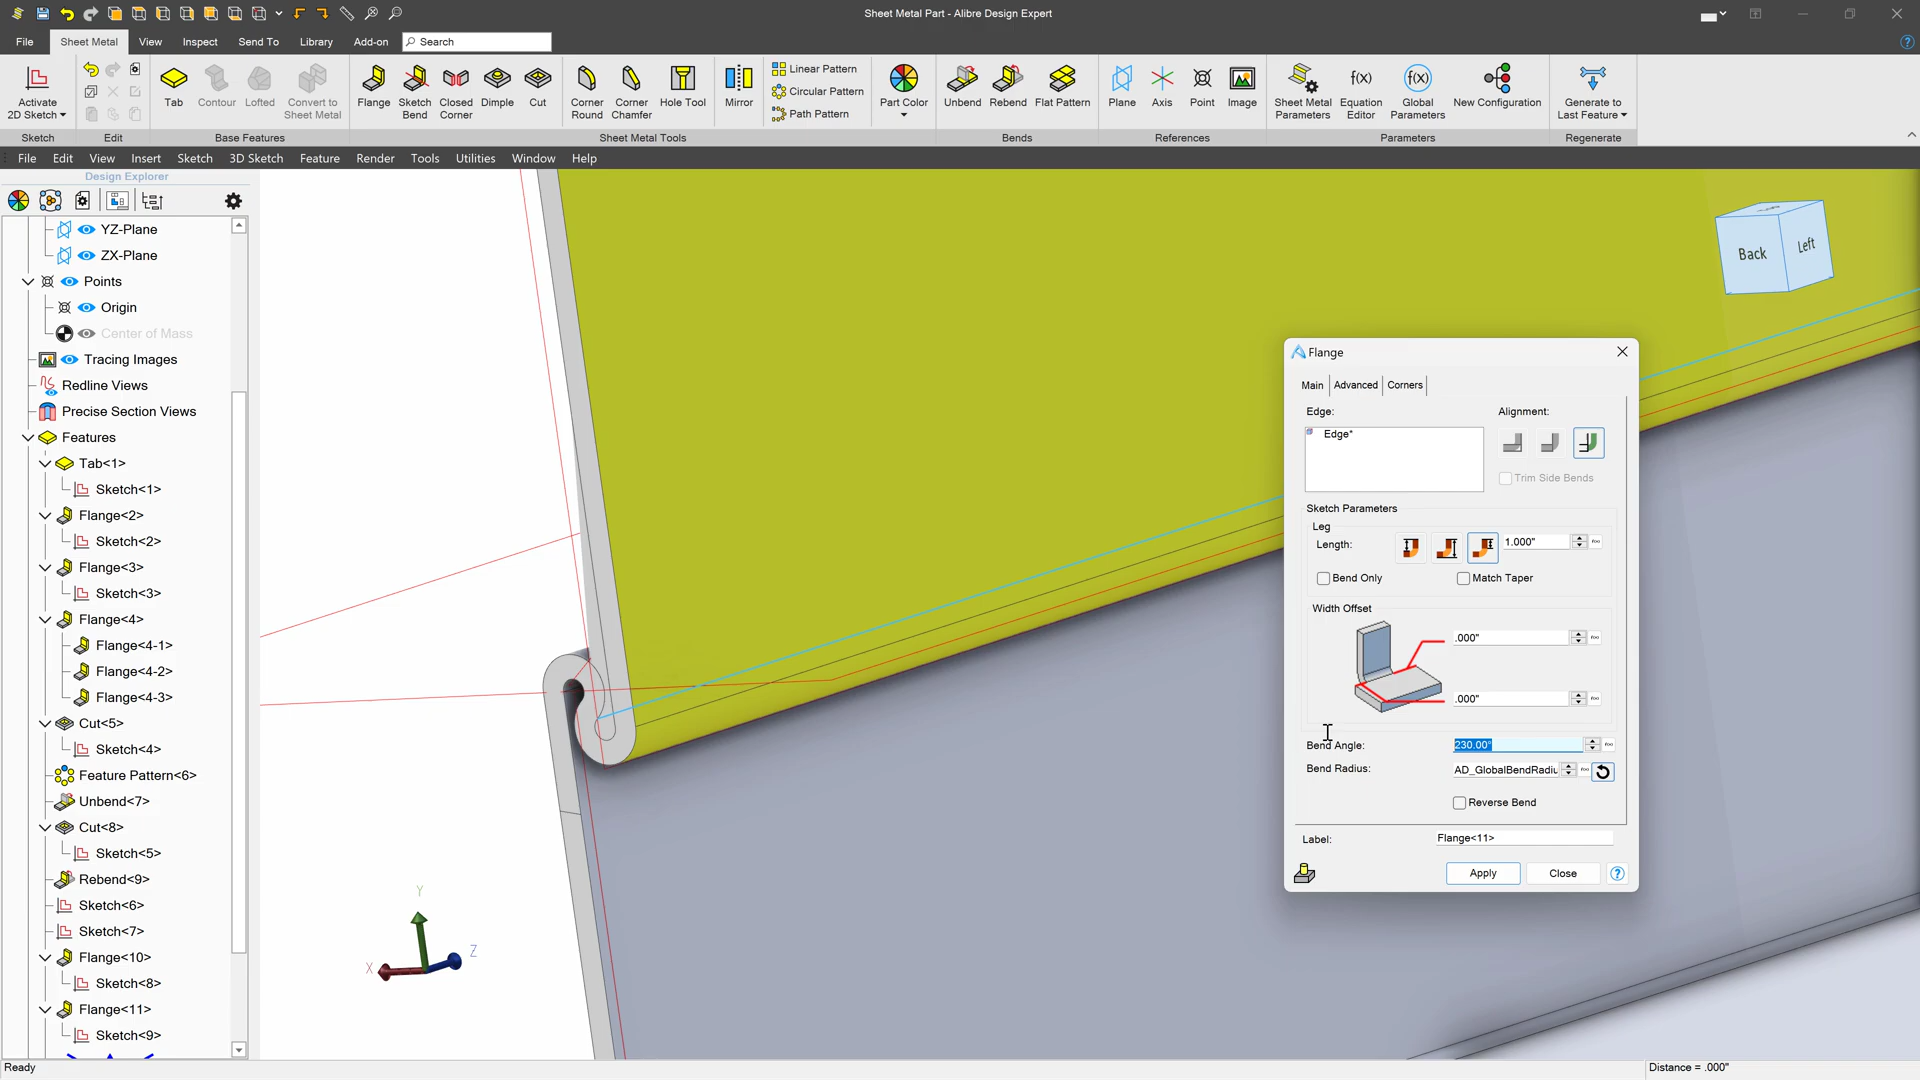 Sheet Metal Part - Alibre Design Expert
File Sheet Metal View Inspect Send To Library Add-on Search
Activate 2D Sketch
Tab Contour Lofted Convert to Sheet Metal
Flange Sketch Bend Closed Corner Dimple Cut
Corner Round Corner Chamfer Hole Tool
Mirror
Linear Pattern
Circular Pattern
Path Pattern
Part Color
Unbend Rebend Flat Pattern
Plane Axis Point Image
Sheet Metal Parameters Equation Editor Global Parameters New Configuration
Generate to Last Feature
Sketch Edit Base Features Sheet Metal Tools Bends References Parameters Regenerate
File Edit View Insert Sketch 3D Sketch Feature Render Tools Utilities Window Help
Design Explorer
YZ-Plane
ZX-Plane
Points
Origin
Center of Mass
Tracing Images
Redline Views
Precise Section Views
Features
Tab<1>
Sketch<1>
Flange<2>
Sketch<2>
Flange<3>
Sketch<3>
Flange<4>
Flange<4-1>
Flange<4-2>
Flange<4-3>
Cut<5>
Sketch<4>
Feature Pattern<6>
Unbend<7>
Cut<8>
Sketch<5>
Rebend<9>
Sketch<6>
Sketch<7>
Flange<10>
Sketch<8>
Flange<11>
Sketch<9>
Back Left
X Y Z
Flange
Main Advanced Corners
Edge: Alignment:
Edge*
Trim Side Bends
Sketch Parameters
Leg
Length: 1.000"
Bend Only Match Taper
Width Offset
.000"
.000"
Bend Angle: 230.00°
Bend Radius: AD_GlobalBendRadiu
Reverse Bend
Label: Flange<11>
Apply Close
Ready Distance = .000"